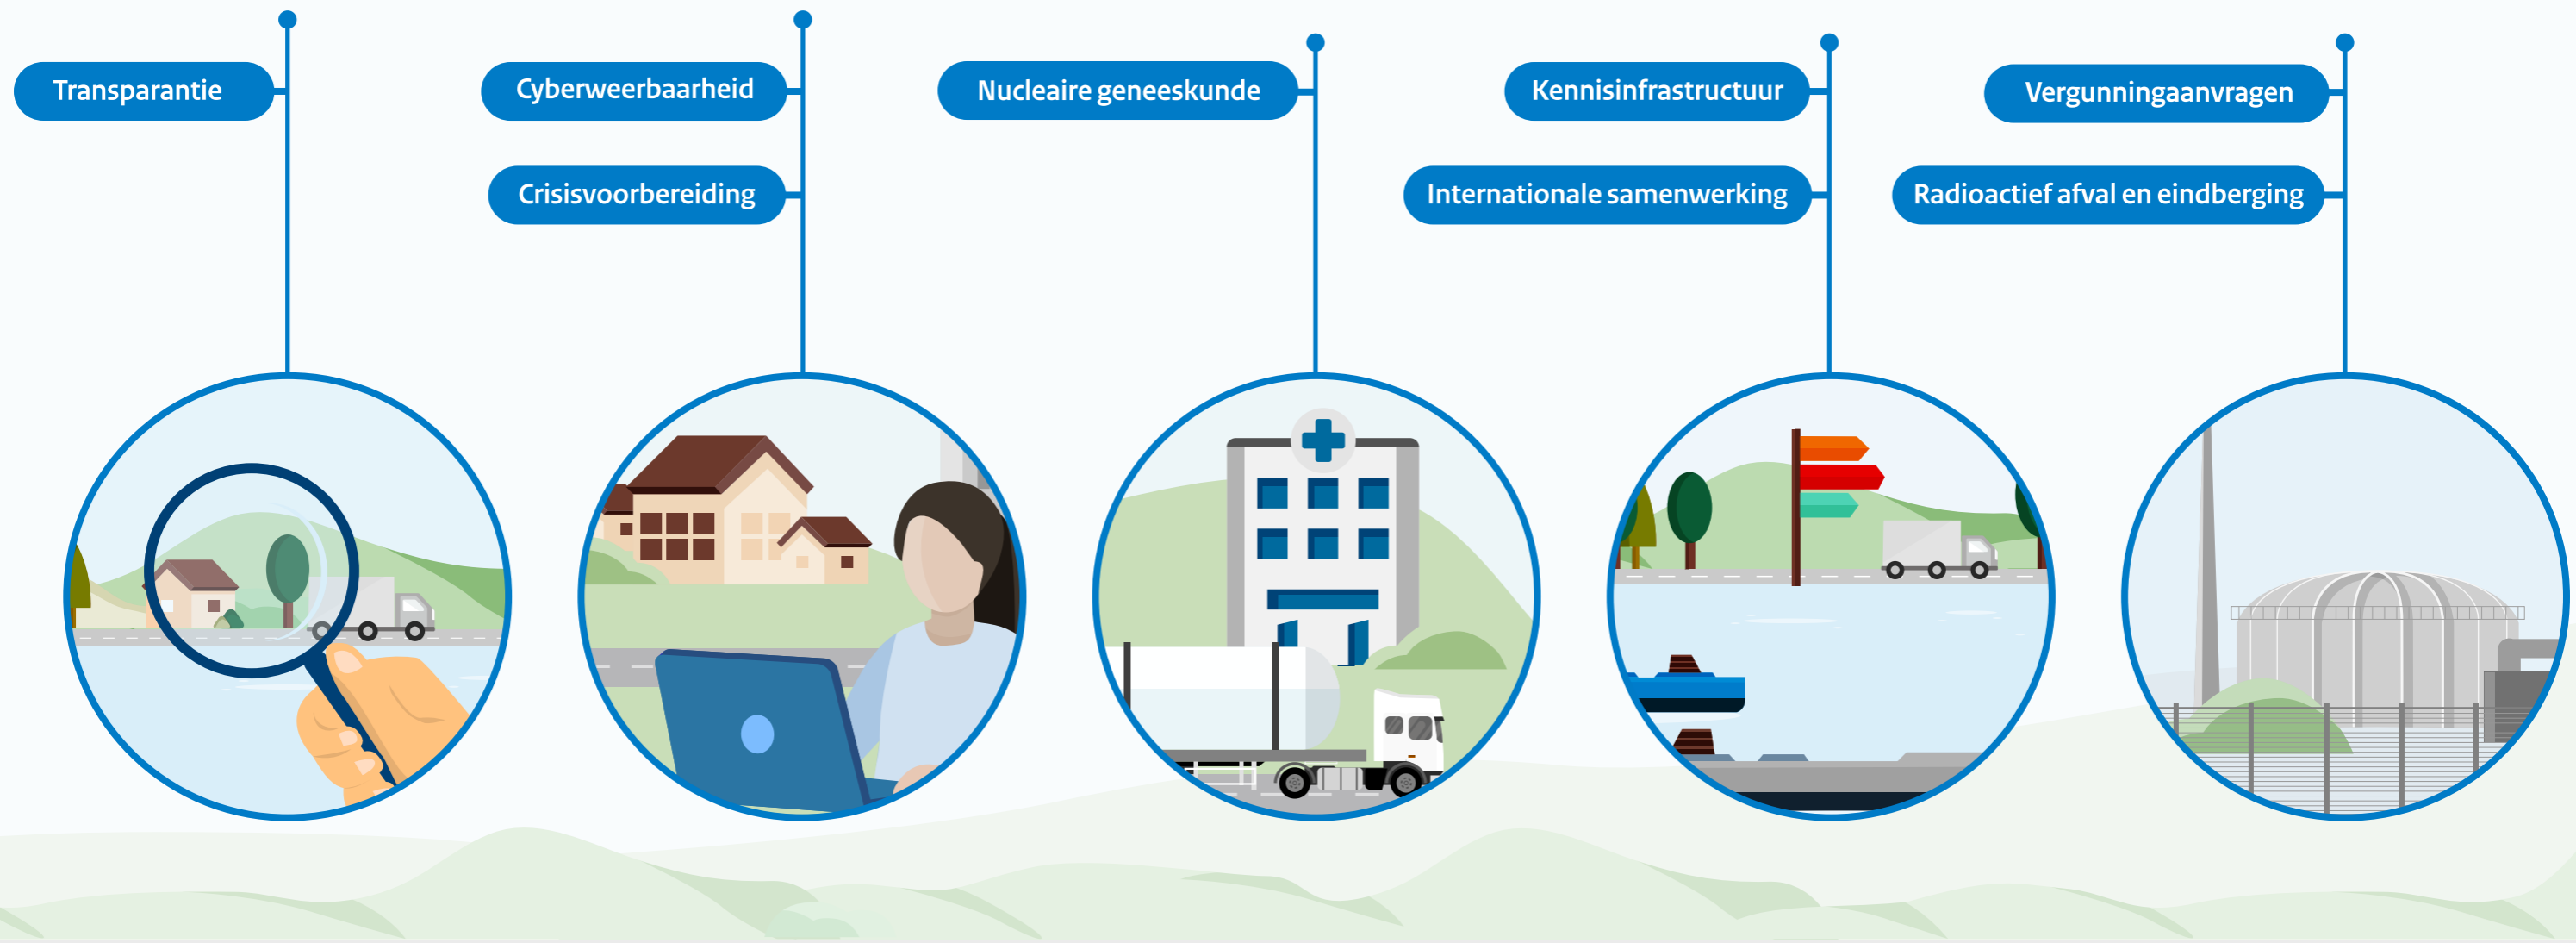 Transparantie
Cyberweerbaarheid
Crisisvoorbereiding
Nucleaire geneeskunde
Kennisinfrastructuur
Internationale samenwerking
Vergunningaanvragen
Radioactief afval en eindberging